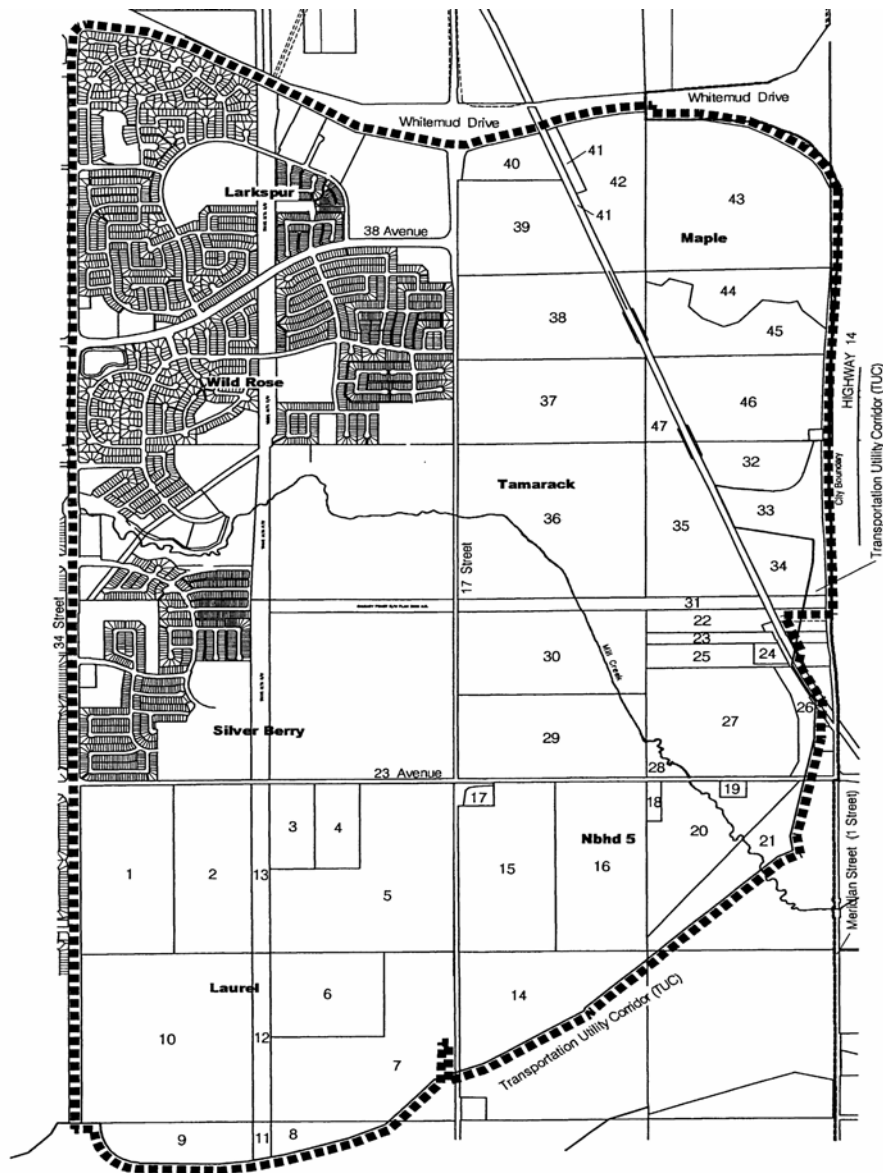 Whitemud Drive
Whitemud Drive
40
41
42
41
43
Larkspur
38 Avenue
39
Maple
44
38
45
HIGHWAY 14
Transportation Utility Corridor (TUC)
Wild Rose
37
46
47
32
City Boundary
Tamarack
36
35
33
34
17 Street
34 Street
31
22
23
25
24
30
Mill Creek
26
27
Silver Berry
29
28
23 Avenue
17
18
19
3
4
Nbhd 5
20
21
1
2
13
5
15
16
Meridian Street (1 Street)
Laurel
6
14
10
12
7
Transportation Utility Corridor (TUC)
9
11
8